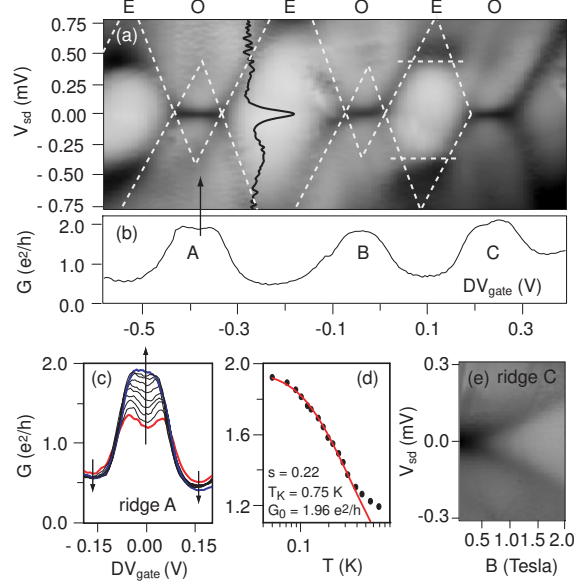 E O E O E O
(a)
V_sd (mV)
0.75
0.50
0.25
0.00
- 0.25
- 0.50
0.75
(b)
G (e²/h)
2.0
1.0
0.0
A
B
C
DV_gate (V)
-0.5 -0.3 -0.1 0.1 0.3
(c)
G (e²/h)
2.0
1.0
0.0
ridge A
- 0.15 0.00 0.15
DV_gate (V)
(d)
2.0
1.6
1.2
s = 0.22
T_K = 0.75 K
G_0 = 1.96 e²/h
0.1
T (K)
(e) ridge C
V_sd (mV)
0.3
0.0
-0.3
0.5 1.0 1.5 2.0
B (Tesla)